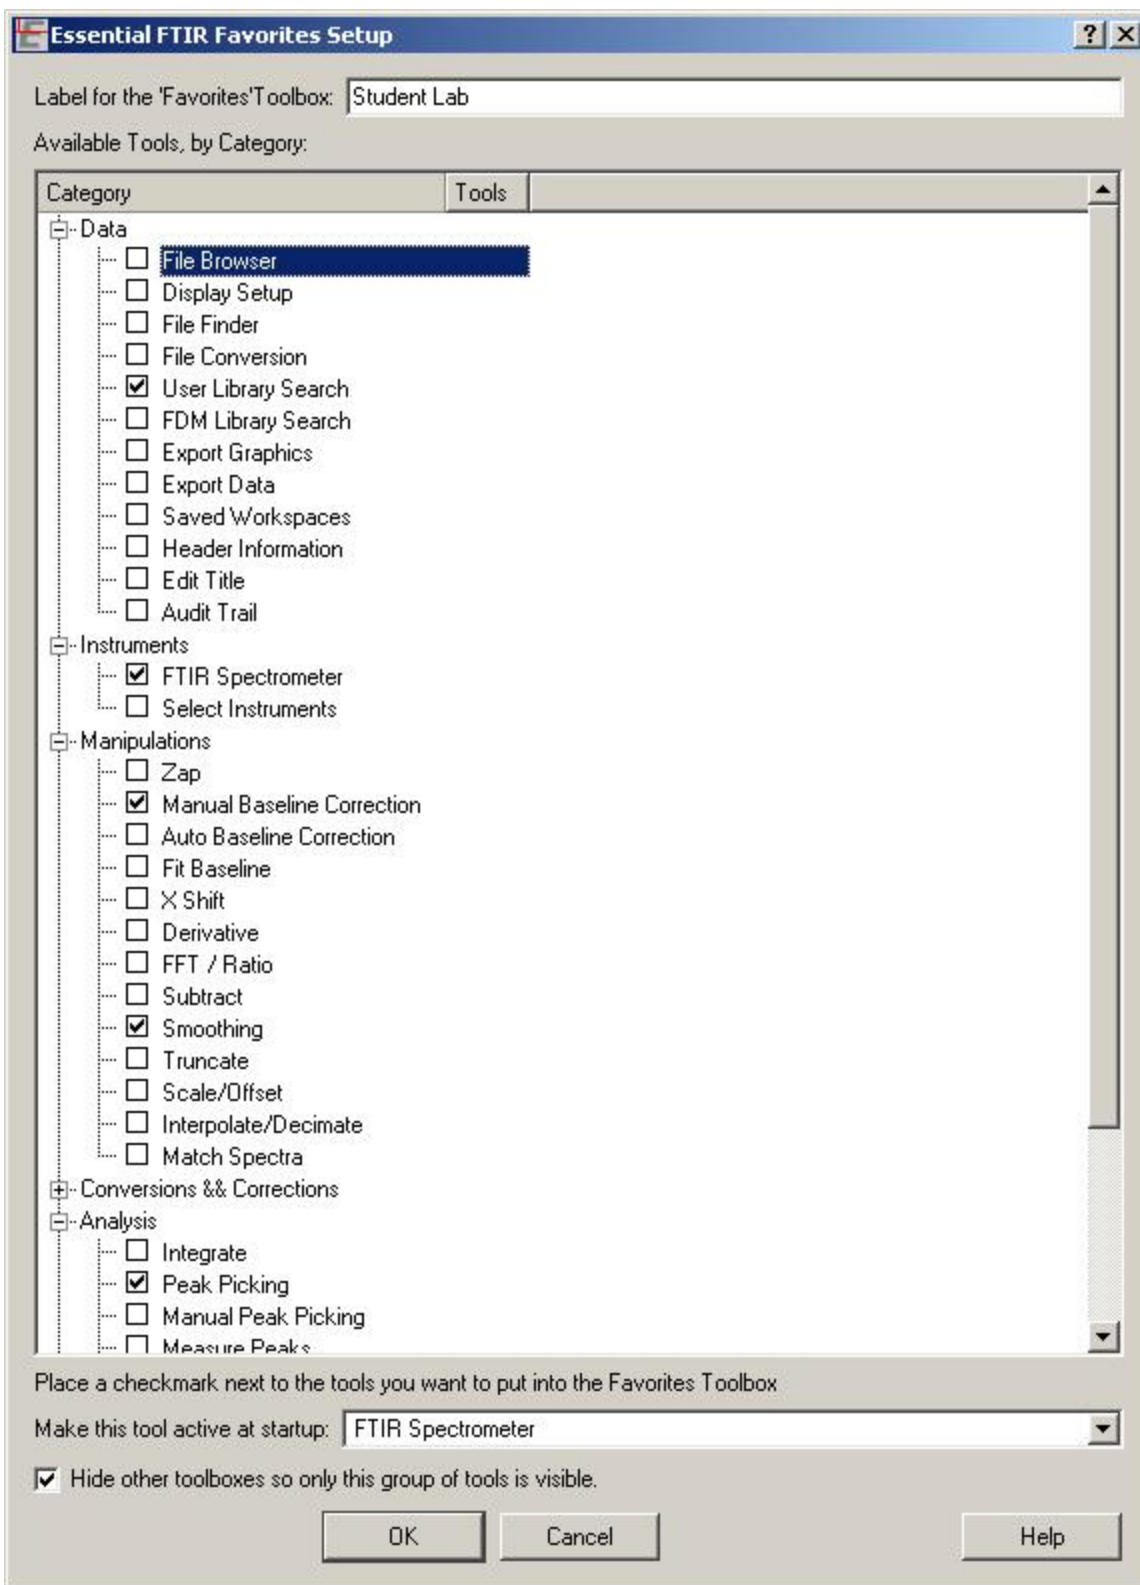 Essential FTIR Favorites Setup
Label for the 'Favorites'Toolbox: Student Lab
Available Tools, by Category:
Category Tools
Data
File Browser
Display Setup
File Finder
File Conversion
User Library Search
FDM Library Search
Export Graphics
Export Data
Saved Workspaces
Header Information
Edit Title
Audit Trail
Instruments
FTIR Spectrometer
Select Instruments
Manipulations
Zap
Manual Baseline Correction
Auto Baseline Correction
Fit Baseline
X Shift
Derivative
FFT / Ratio
Subtract
Smoothing
Truncate
Scale/Offset
Interpolate/Decimate
Match Spectra
Conversions && Corrections
Analysis
Integrate
Peak Picking
Manual Peak Picking
Measure Peaks
Place a checkmark next to the tools you want to put into the Favorites Toolbox
Make this tool active at startup: FTIR Spectrometer
Hide other toolboxes so only this group of tools is visible.
OK Cancel Help